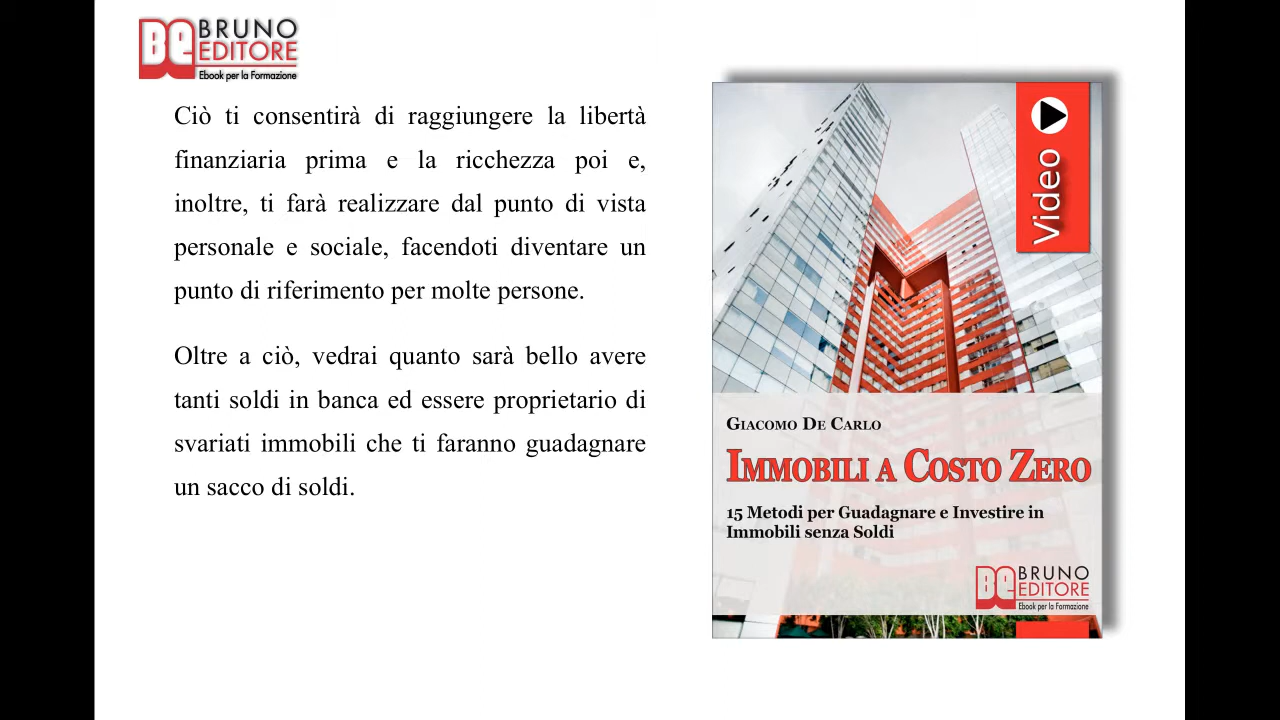 BRUNO
EDITORE
Ebook per la Formazione
Ciò ti consentirà di raggiungere la libertà
finanziaria prima e la ricchezza poi e,
inoltre, ti farà realizzare dal punto di vista
personale e sociale, facendoti diventare un
punto di riferimento per molte persone.
Oltre a ciò, vedrai quanto sarà bello avere
tanti soldi in banca ed essere proprietario di
svariati immobili che ti faranno guadagnare
un sacco di soldi.
Video
GIACOMO DE CARLO
IMMOBILI A COSTO ZERO
15 Metodi per Guadagnare e Investire in
Immobili senza Soldi
BRUNO
EDITORE
Ebook per la Formazione